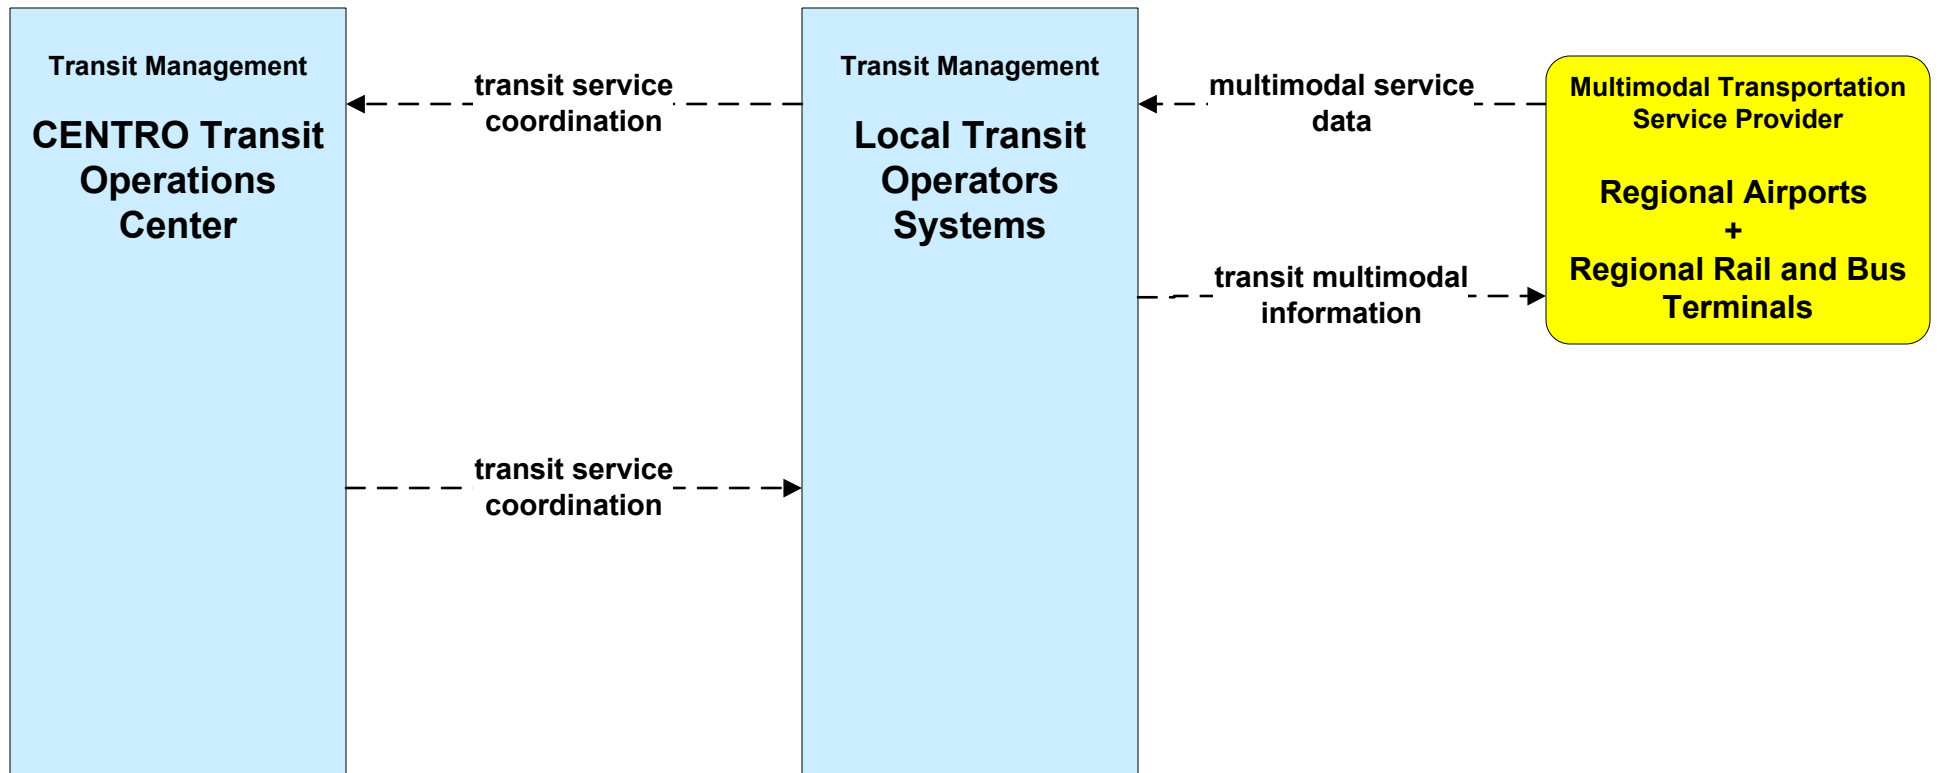 Transit Management
CENTRO Transit
Operations
Center
transit service
coordination
transit service
coordination
Transit Management
Local Transit
Operators
Systems
multimodal service
data
transit multimodal
information
Multimodal Transportation
Service Provider
Regional Airports
+
Regional Rail and Bus
Terminals